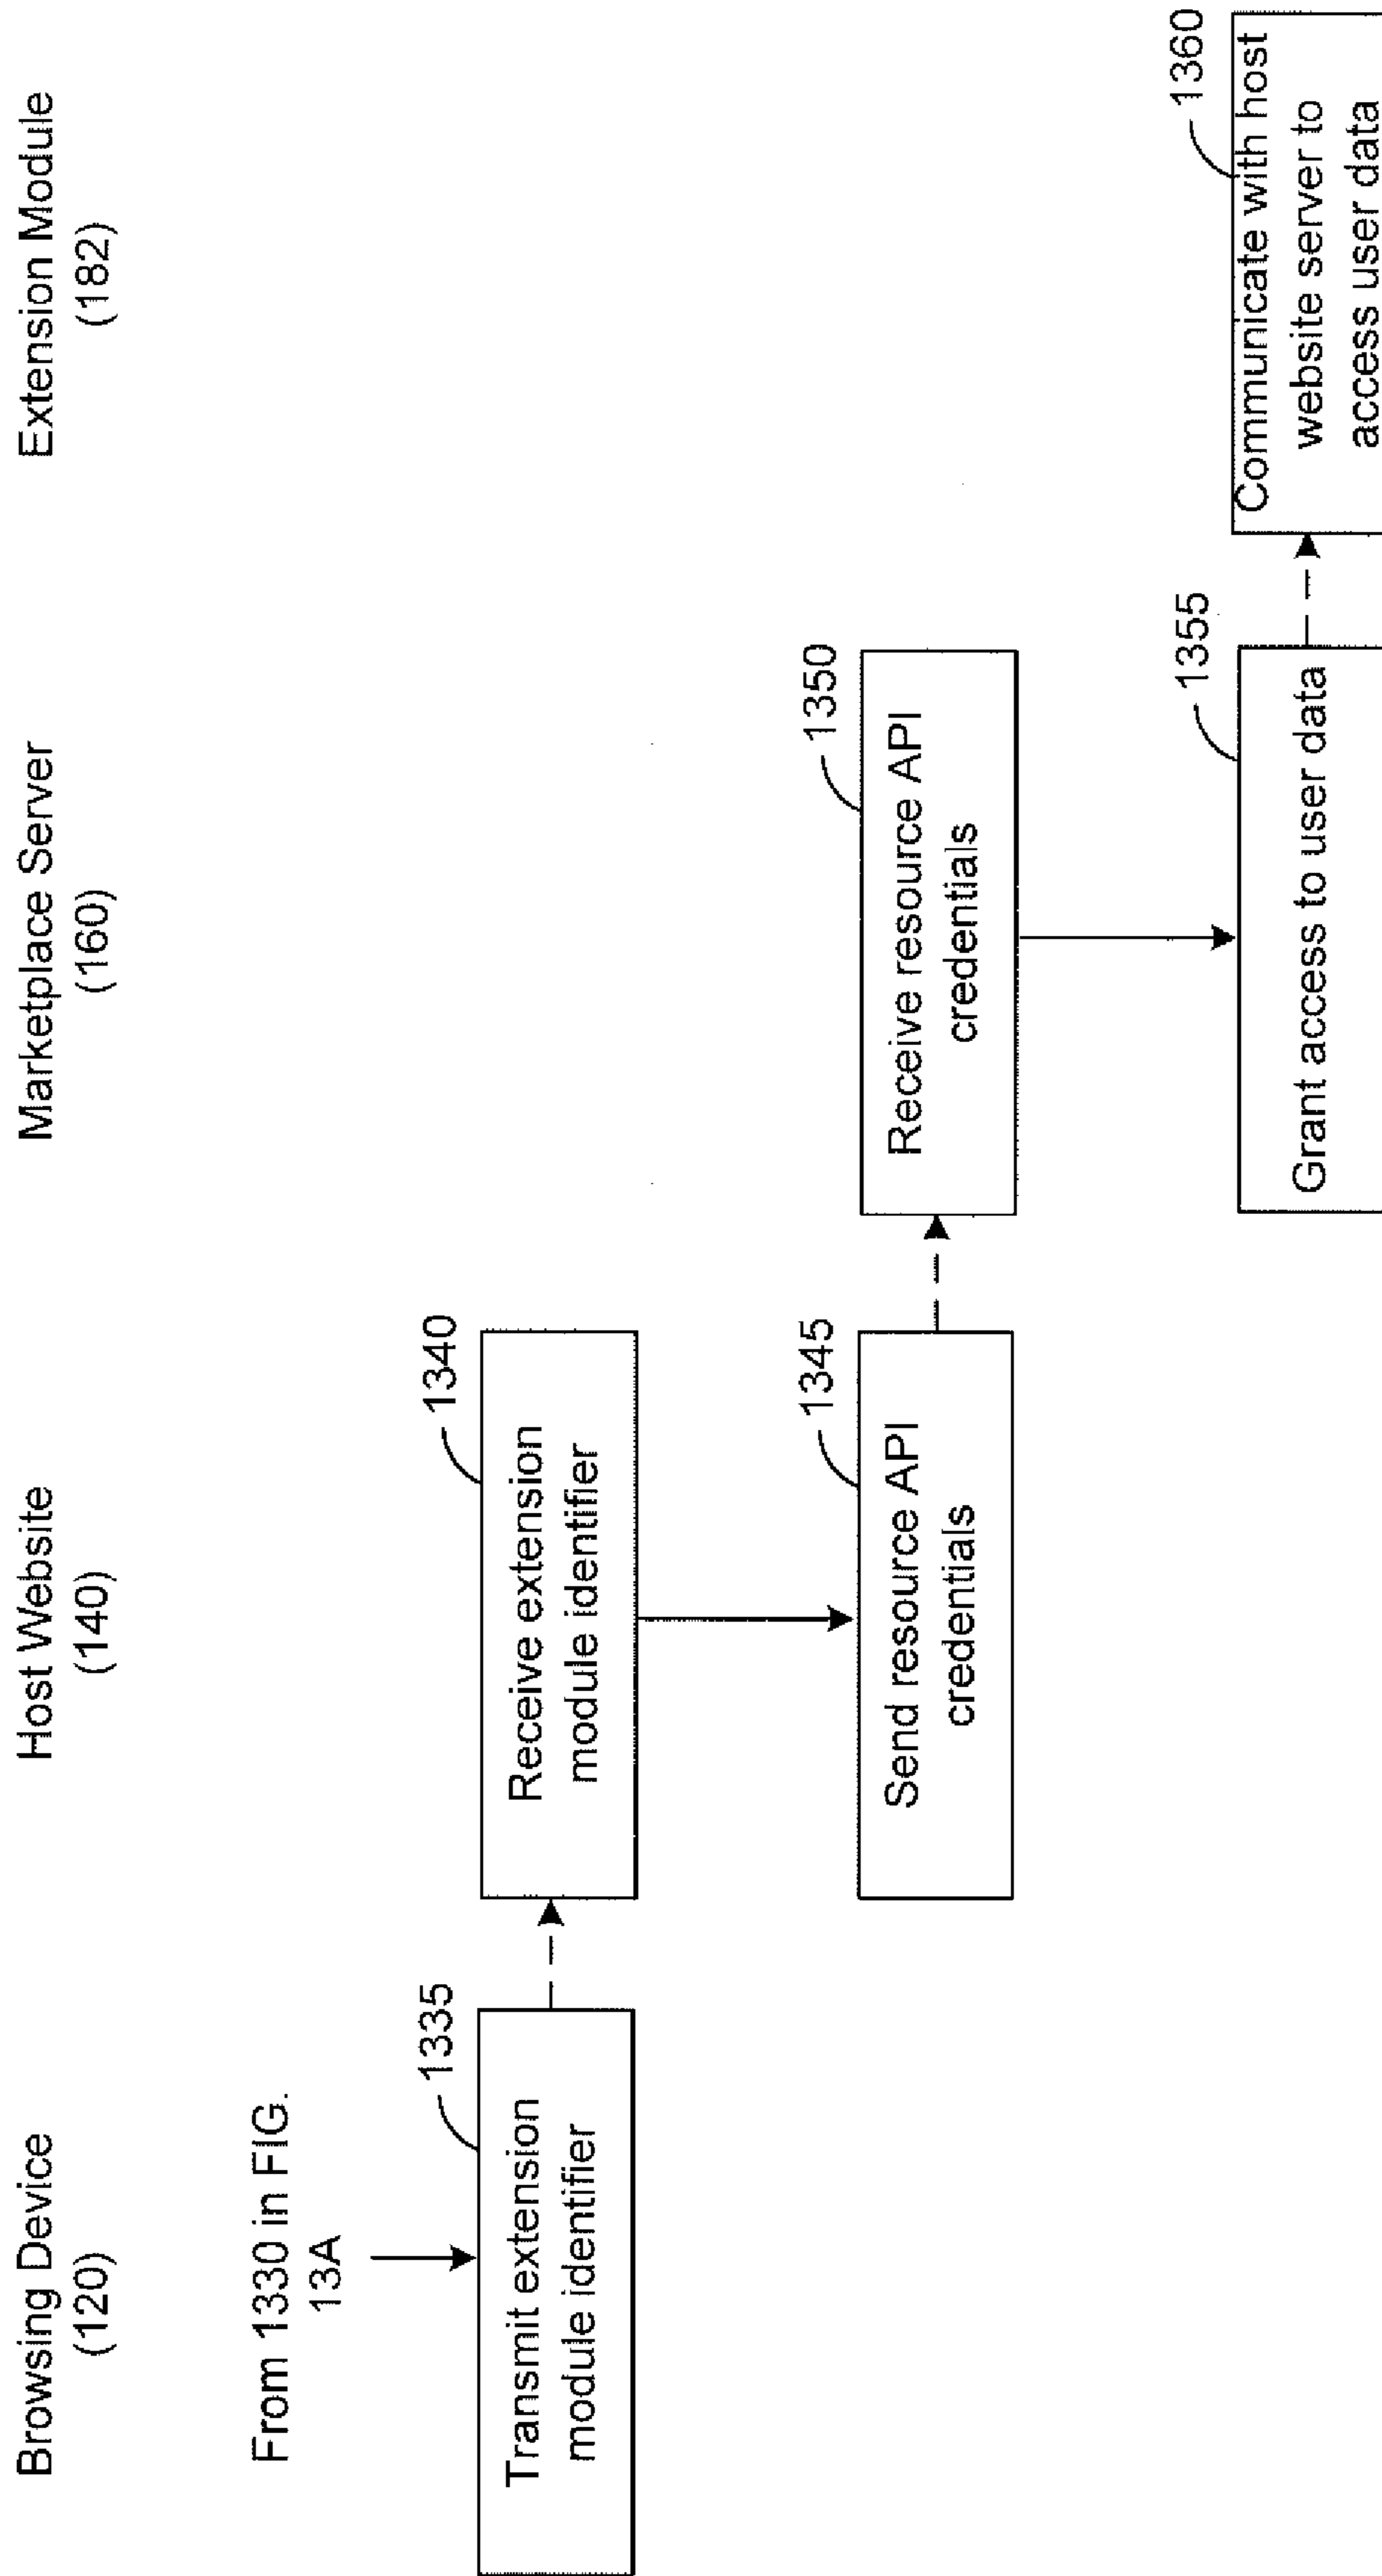 Browsing Device
(120)
Host Website
(140)
Marketplace Server
(160)
Extension Module
(182)
From 1330 in FIG.
13A
1335
Transmit extension
module identifier
1340
Receive extension
module identifier
1345
Send resource API
credentials
1350
Receive resource API
credentials
1355
Grant access to user data
1360
Communicate with host
website server to
access user data